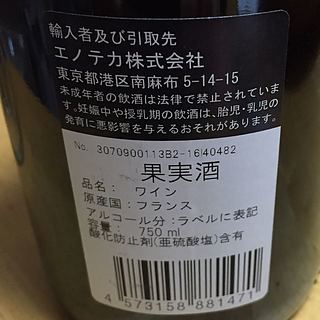 輸入者及び引取先
エノテカ株式会社
東京都港区南麻布 5-14-15
未成年者の飲酒は法律で禁止されていま
す。妊娠中や授乳期の飲酒は、胎児・乳児の
発育に悪影響を与えるおそれがあります。
No. 3070900113B2-16 40482
果実酒
品名: ワイン
原産国:フランス
アルコール分:ラベルに表記
容量: 750 ml
酸化防止剤(亜硫酸塩)含有
4 573158 881471